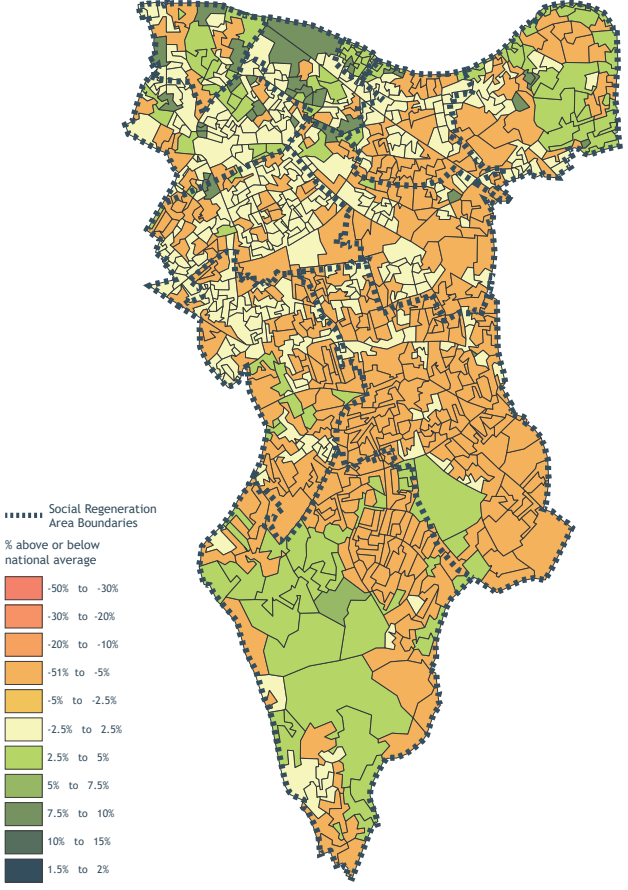 Social Regeneration
Area Boundaries
% above or below
national average
-50% to -30%
-30% to -20%
-20% to -10%
-51% to -5%
-5% to -2.5%
-2.5% to 2.5%
2.5% to 5%
5% to 7.5%
7.5% to 10%
10% to 15%
1.5% to 2%